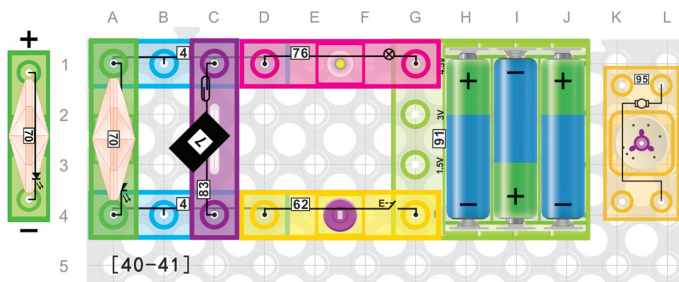 A B C D E F G H I J K L
+ 1 4 76 4.5V + − + 95
2 3V
70 70 7 91
3 1.5V
83
− 4 4 62 E − + −
5 [40-41]